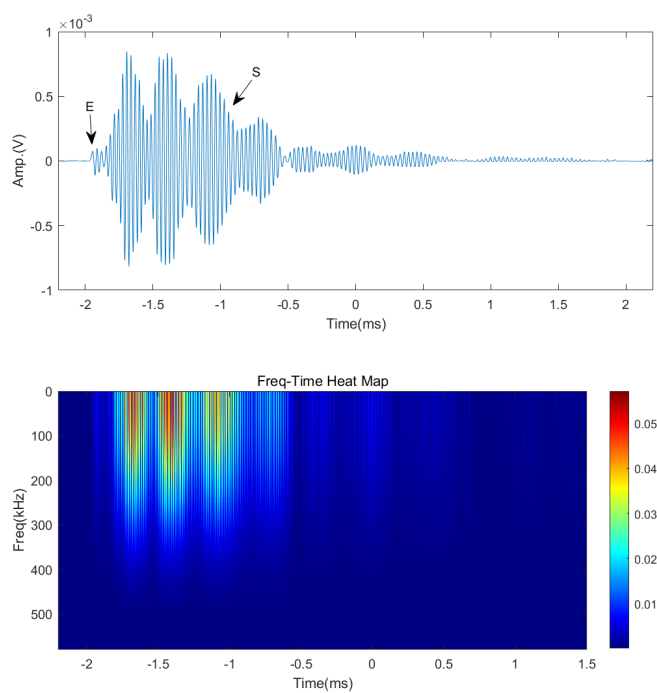 ×10⁻³
1
E
S
0.5
Amp.(V)
0
-0.5
-1
-2 -1.5 -1 -0.5 0 0.5 1 1.5 2
Time(ms)
Freq-Time Heat Map
0
100
200
300
400
500
Freq(kHz)
0.05
0.04
0.03
0.02
0.01
-2 -1.5 -1 -0.5 0 0.5 1 1.5
Time(ms)